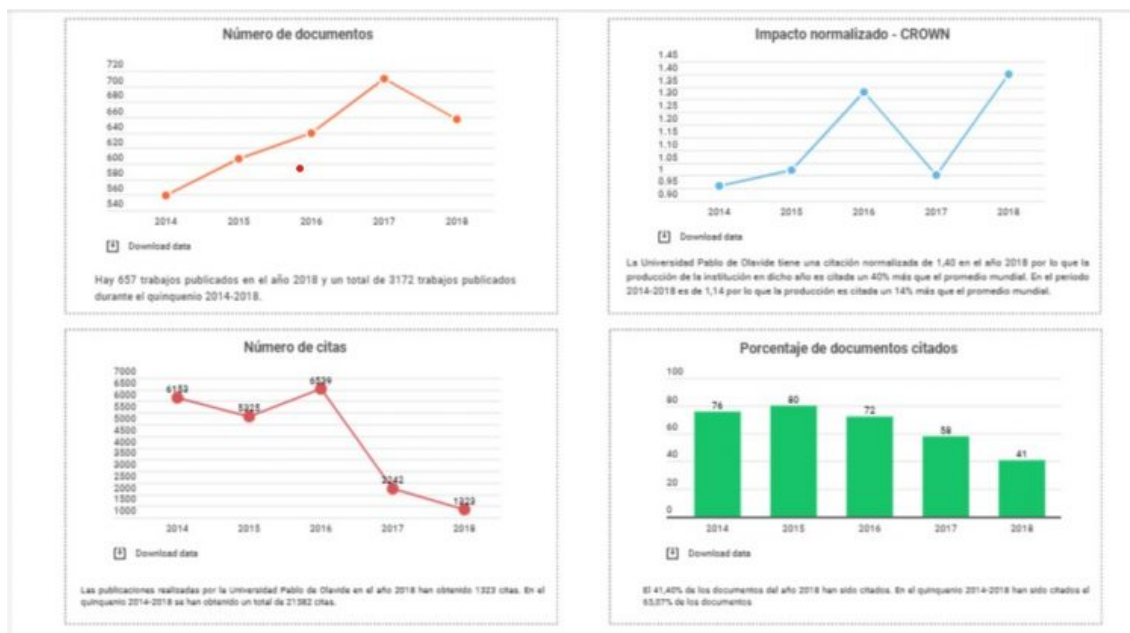 Número de documentos
720
700
680
660
640
620
600
580
560
540
2014 2015 2016 2017 2018
Download data
Hay 657 trabajos publicados en el año 2018 y un total de 3172 trabajos publicados
durante el quinquenio 2014-2018.
Impacto normalizado - CROWN
1.45
1.40
1.35
1.30
1.25
1.20
1.15
1.10
1.05
1
0.95
0.90
2014 2015 2016 2017 2018
Download data
La Universidad Pablo de Olavide tiene una citación normalizada de 1,40 en el año 2018 por lo que la
producción de la institución en dicho año es citada un 40% más que el promedio mundial. En el periodo
2014-2018 es de 1,14 por lo que la producción es citada un 14% más que el promedio mundial.
Número de citas
7000
6500
6000
5500
5000
4500
4000
3500
3000
2500
2000
1500
1000
6153 5325 6539 2242 1323
2014 2015 2016 2017 2018
Download data
Las publicaciones realizadas por la Universidad Pablo de Olavide en el año 2018 han obtenido 1323 citas. En el
quinquenio 2014-2018 se han obtenido un total de 21582 citas.
Porcentaje de documentos citados
100
80
60
40
20
0
76 80 72 58 41
2014 2015 2016 2017 2018
Download data
El 41,40% de los documentos del año 2018 han sido citados. En el quinquenio 2014-2018 han sido citados el
65,07% de los documentos